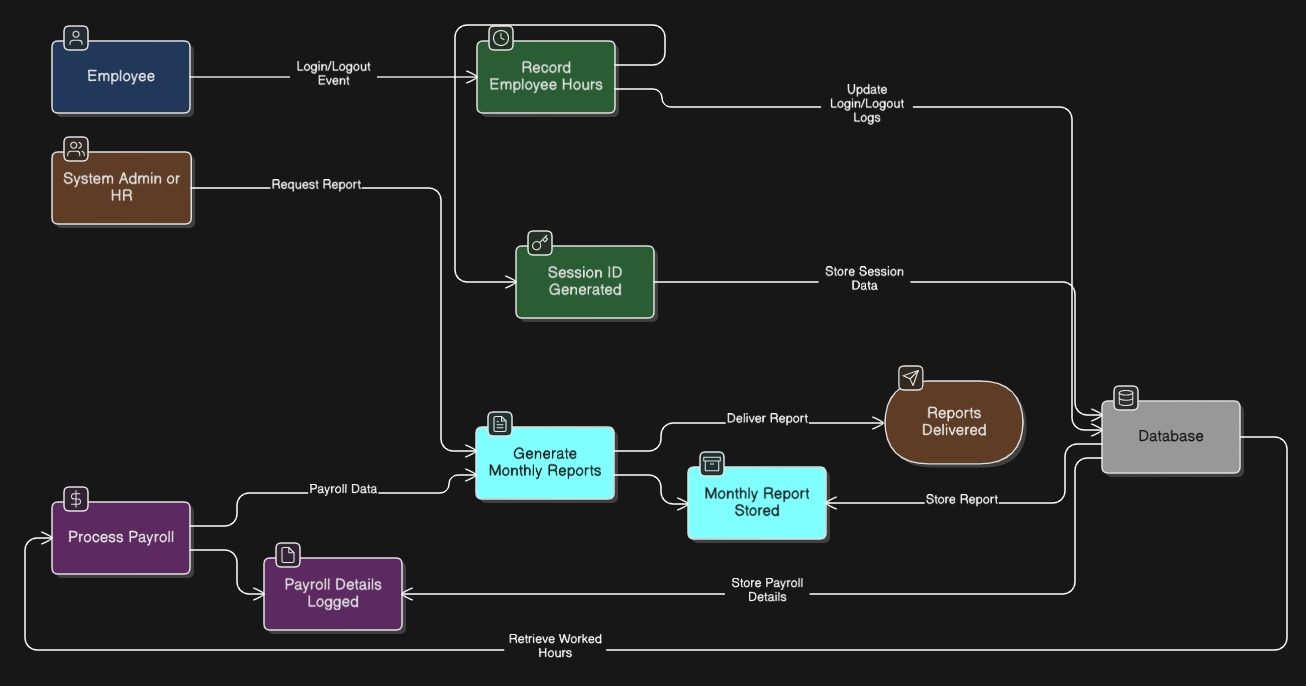 Employee
Login/Logout
Event
Record
Employee Hours
Update
Login/Logout
Logs
System Admin or
HR
Request Report
Session ID
Generated
Store Session
Data
Generate
Monthly Reports
Deliver Report
Reports
Delivered
Database
Payroll Data
Monthly Report
Stored
Store Report
Process Payroll
Payroll Details
Logged
Store Payroll
Details
Retrieve Worked
Hours